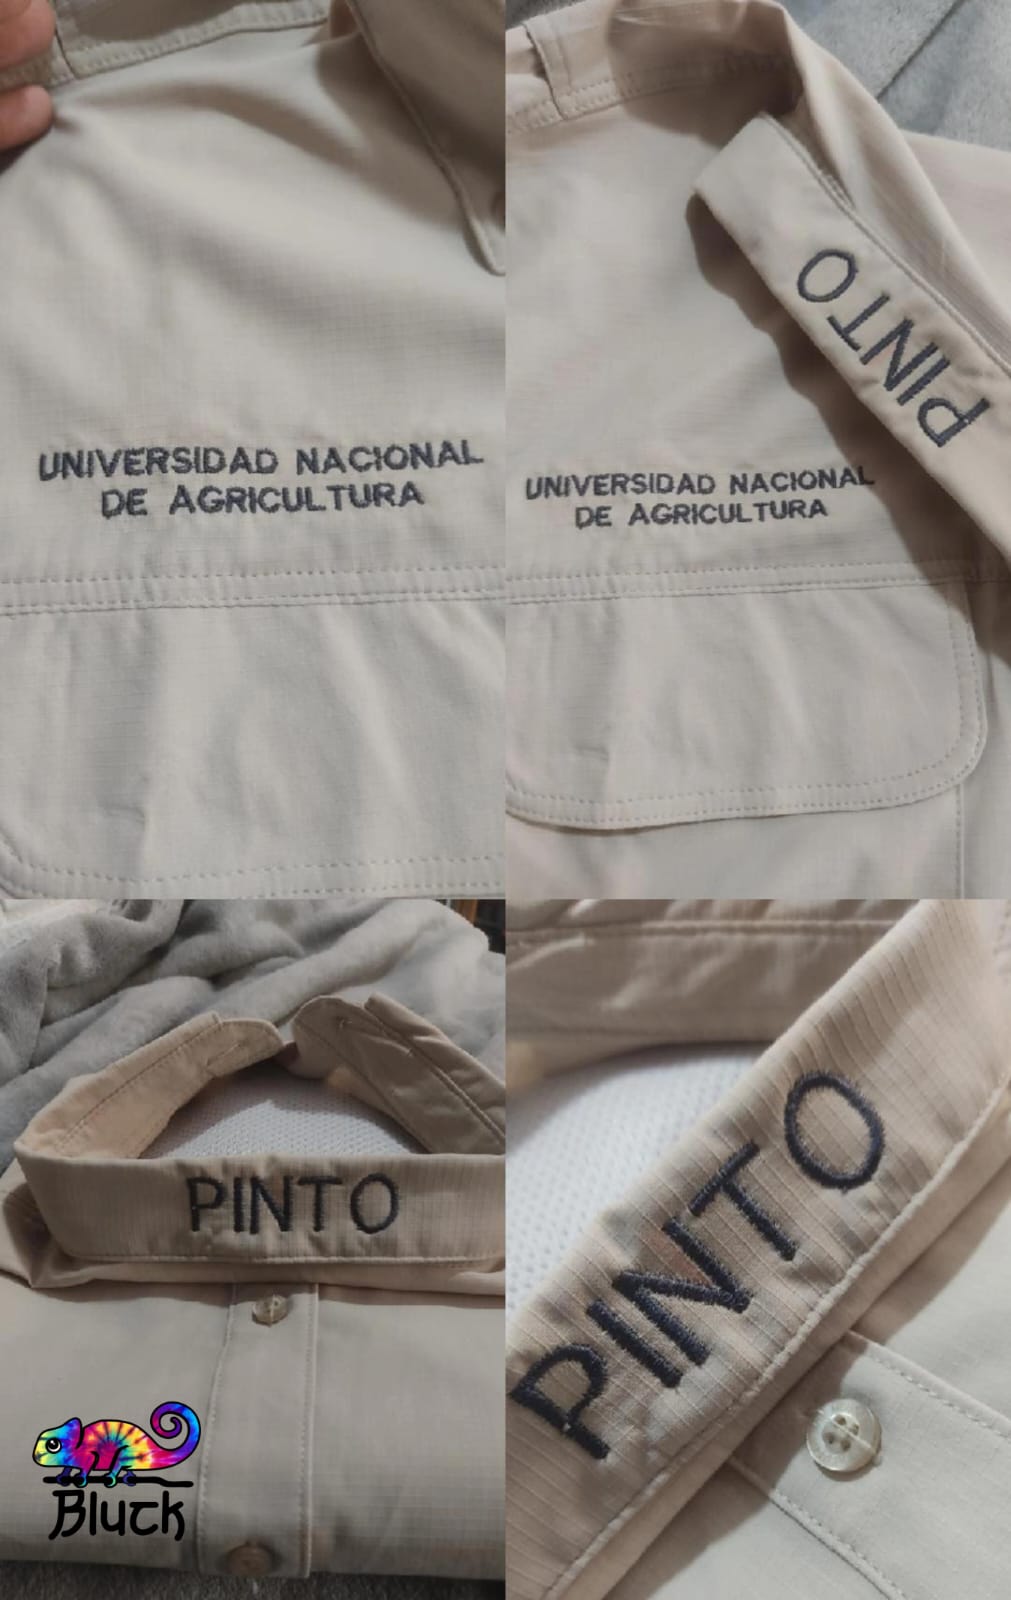 UNIVERSIDAD NACIONAL
DE AGRICULTURA
PINTO
UNIVERSIDAD NACIONAL
DE AGRICULTURA
PINTO
PINTO
Bluck